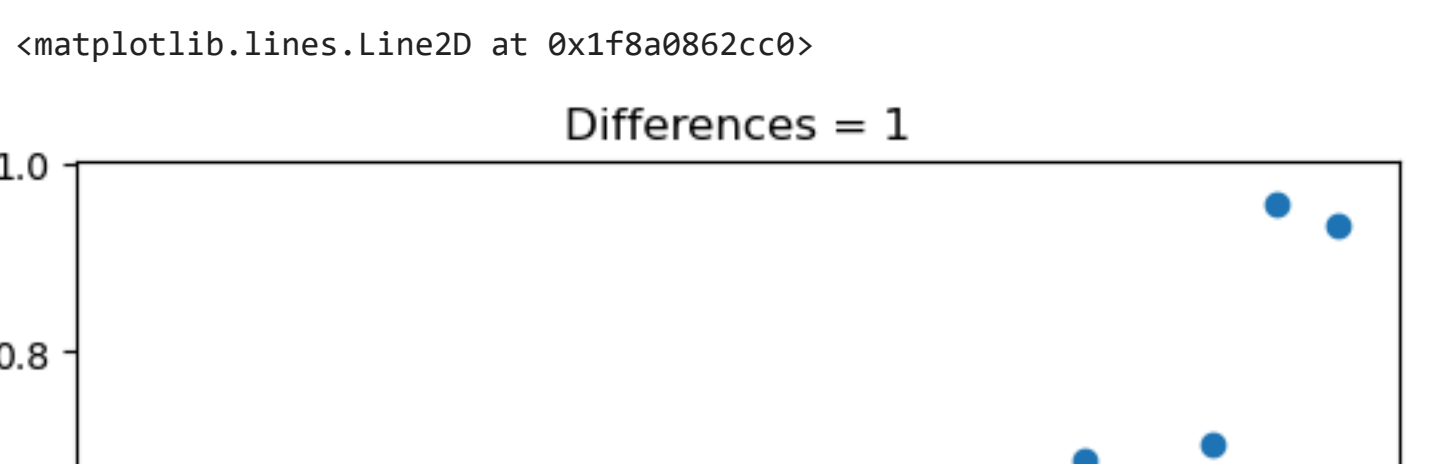 <matplotlib.lines.Line2D at 0x1f8a0862cc0>
Differences = 1
1.0
0.8